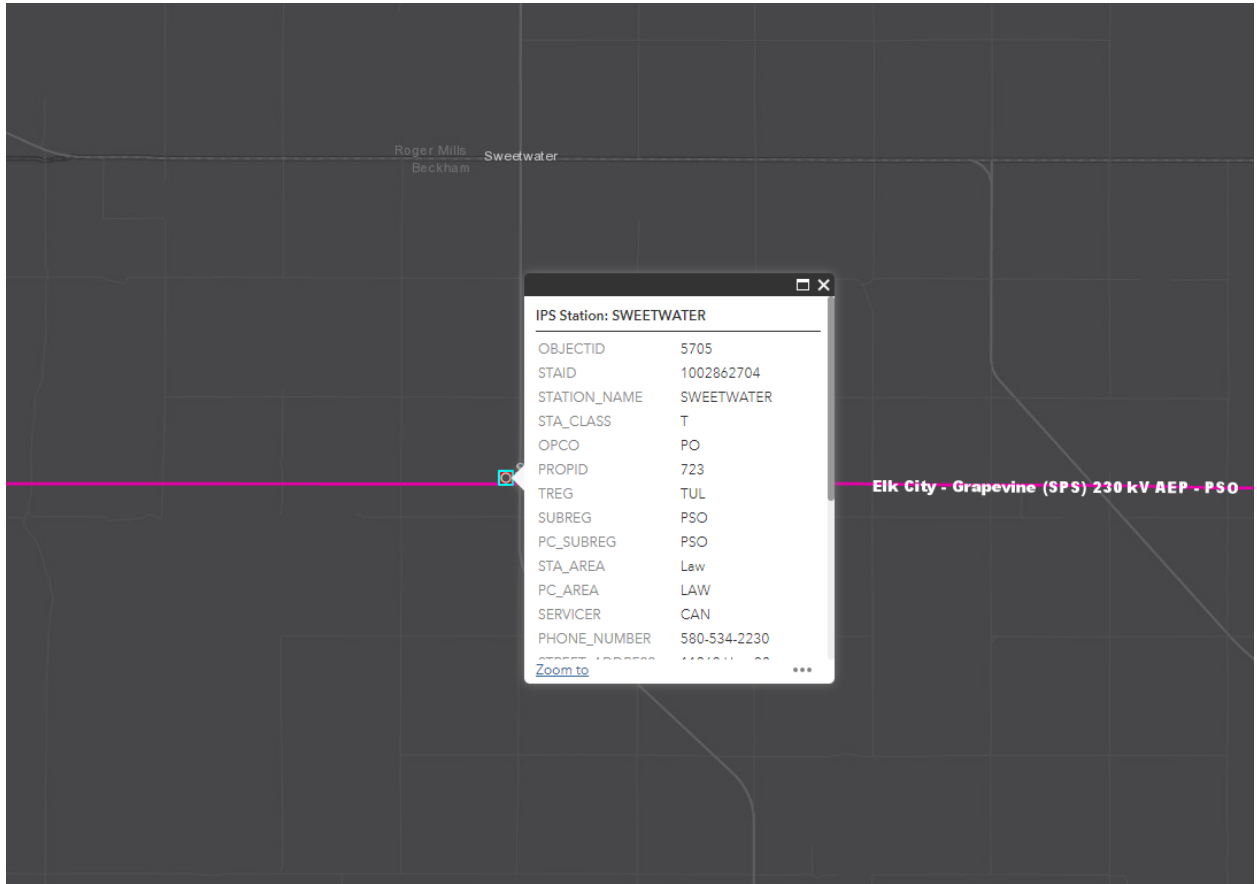 Roger Mills
Beckham
Sweetwater
IPS Station: SWEETWATER
OBJECTID 5705
STAID 1002862704
STATION_NAME SWEETWATER
STA_CLASS T
OPCO PO
PROPID 723
TREG TUL
SUBREG PSO
PC_SUBREG PSO
STA_AREA Law
PC_AREA LAW
SERVICER CAN
PHONE_NUMBER 580-534-2230
Zoom to
Elk City - Grapevine (SPS) 230 kV AEP - PSO